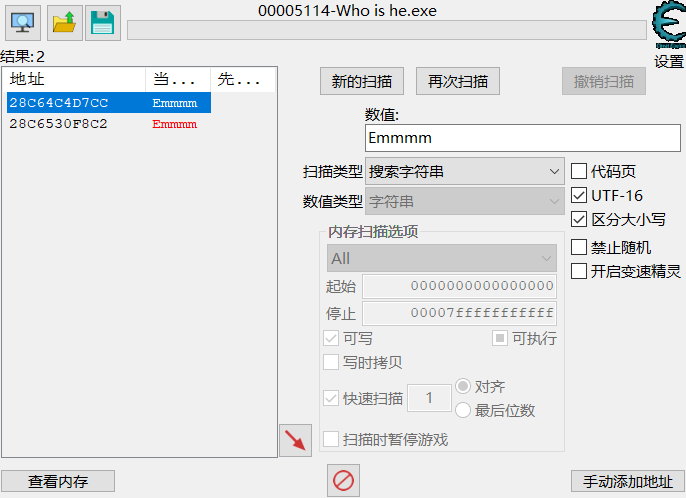 00005114-Who is he.exe
结果:2
设置
地址 当... 先...
28C64C4D7CC Emmmm
28C6530F8C2 Emmmm
新的扫描 再次扫描 撤销扫描
数值:
Emmmm
扫描类型 搜索字符串
数值类型 字符串
代码页
UTF-16
区分大小写
禁止随机
开启变速精灵
内存扫描选项
All
起始 0000000000000000
停止 00007fffffffffff
可写 可执行
写时拷贝
快速扫描 1 对齐
最后位数
扫描时暂停游戏
查看内存 手动添加地址